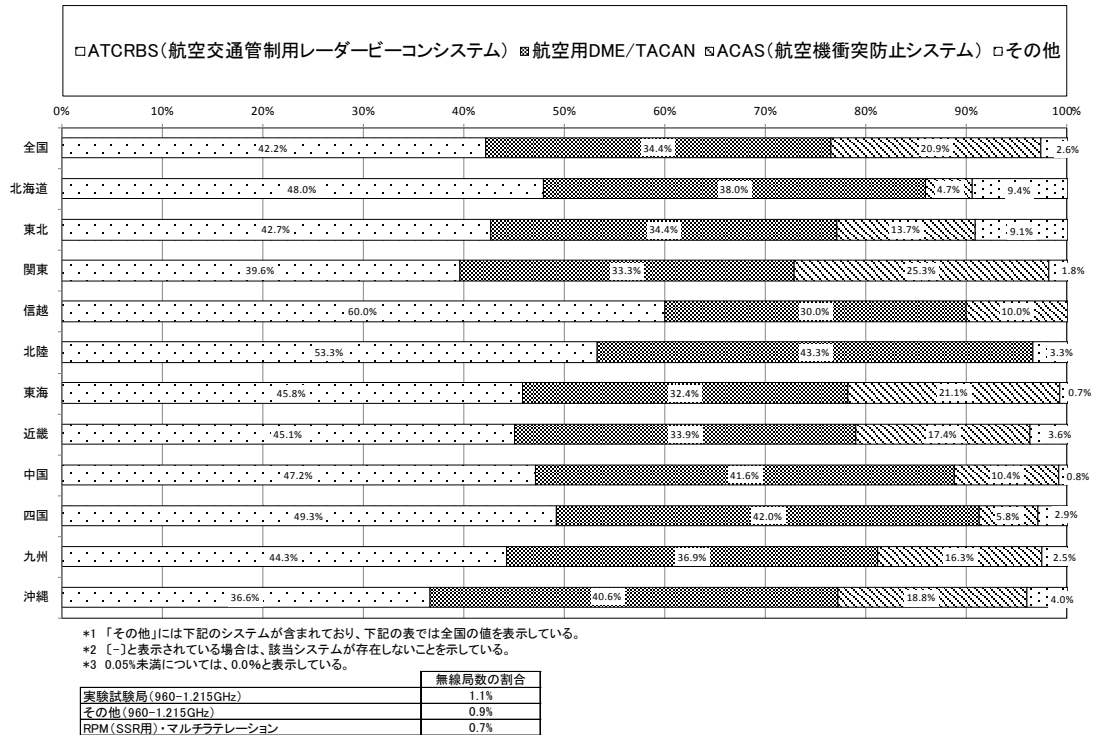 □ATCRBS(航空交通管制用レーダービーコンシステム) ▩航空用DME/TACAN ▧ACAS(航空機衝突防止システム) □その他
0% 10% 20% 30% 40% 50% 60% 70% 80% 90% 100%
全国 42.2% 34.4% 20.9% 2.6%
北海道 48.0% 38.0% 4.7% 9.4%
東北 42.7% 34.4% 13.7% 9.1%
関東 39.6% 33.3% 25.3% 1.8%
信越 60.0% 30.0% 10.0%
北陸 53.3% 43.3% 3.3%
東海 45.8% 32.4% 21.1% 0.7%
近畿 45.1% 33.9% 17.4% 3.6%
中国 47.2% 41.6% 10.4% 0.8%
四国 49.3% 42.0% 5.8% 2.9%
九州 44.3% 36.9% 16.3% 2.5%
沖縄 36.6% 40.6% 18.8% 4.0%
*1 「その他」には下記のシステムが含まれており、下記の表では全国の値を表示している。
*2 [-]と表示されている場合は、該当システムが存在しないことを示している。
*3 0.05%未満については、0.0%と表示している。
無線局数の割合
実験試験局(960-1.215GHz) 1.1%
その他(960-1.215GHz) 0.9%
RPM(SSR用)・マルチラテレーション 0.7%